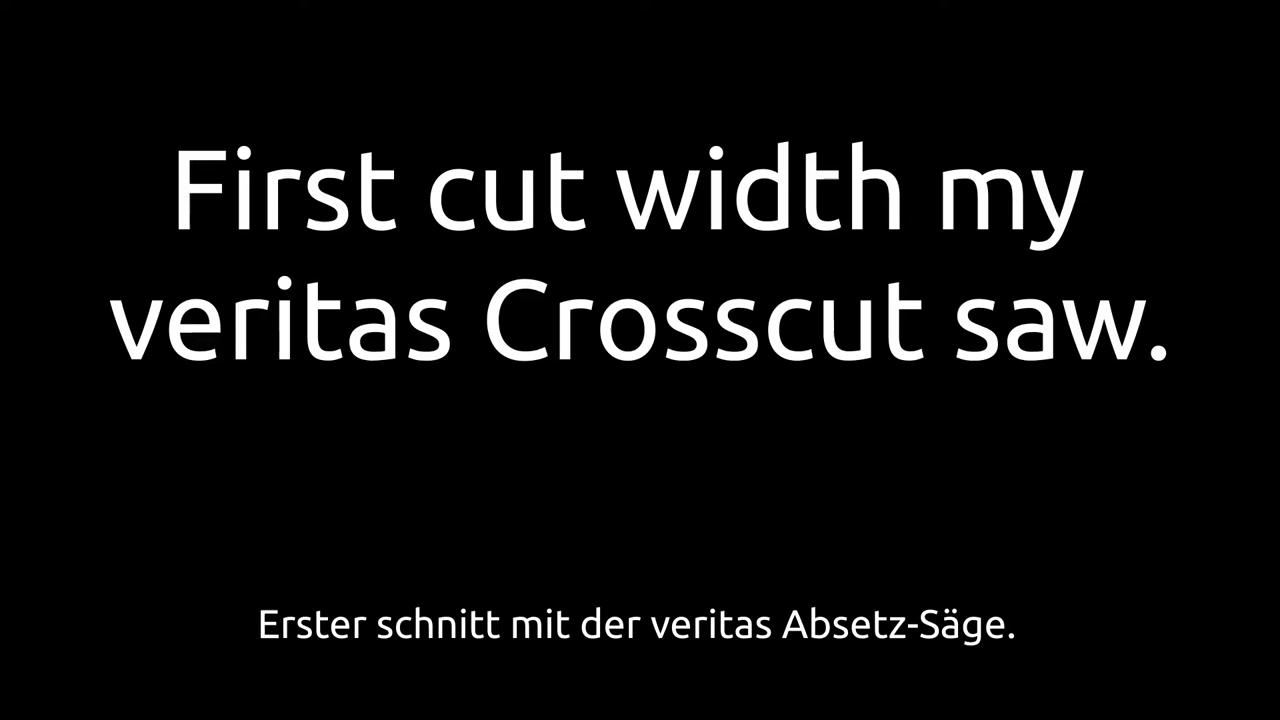 First cut width my
veritas Crosscut saw.
Erster schnitt mit der veritas Absetz-Säge.